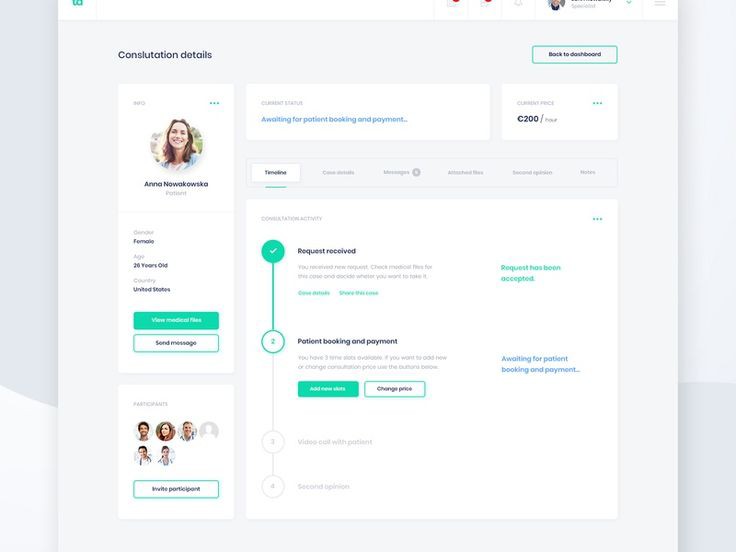 Specialist
Conslutation details
Back to dashboard
INFO
Anna Nowakowska
Patient
Gender
Female
Age
26 Years Old
Country
United States
View medical files
Send message
PARTICIPANTS
Invite participant
CURRENT STATUS
Awaiting for patient booking and payment...
CURRENT PRICE
€200 / hour
Timeline
Case details
Messages
Attached files
Second opinion
Notes
CONSULTATION ACTIVITY
Request received
You received new request. Check medical files for
this case and decide wheter you want to take it.
Case details
Share this case
Request has been
accepted.
2
Patient booking and payment
You have 3 time slots available. If you want to add new
or change consultation price use the buttons below.
Add new slots
Change price
Awaiting for patient
booking and payment...
3
Video call with patient
4
Second opinion